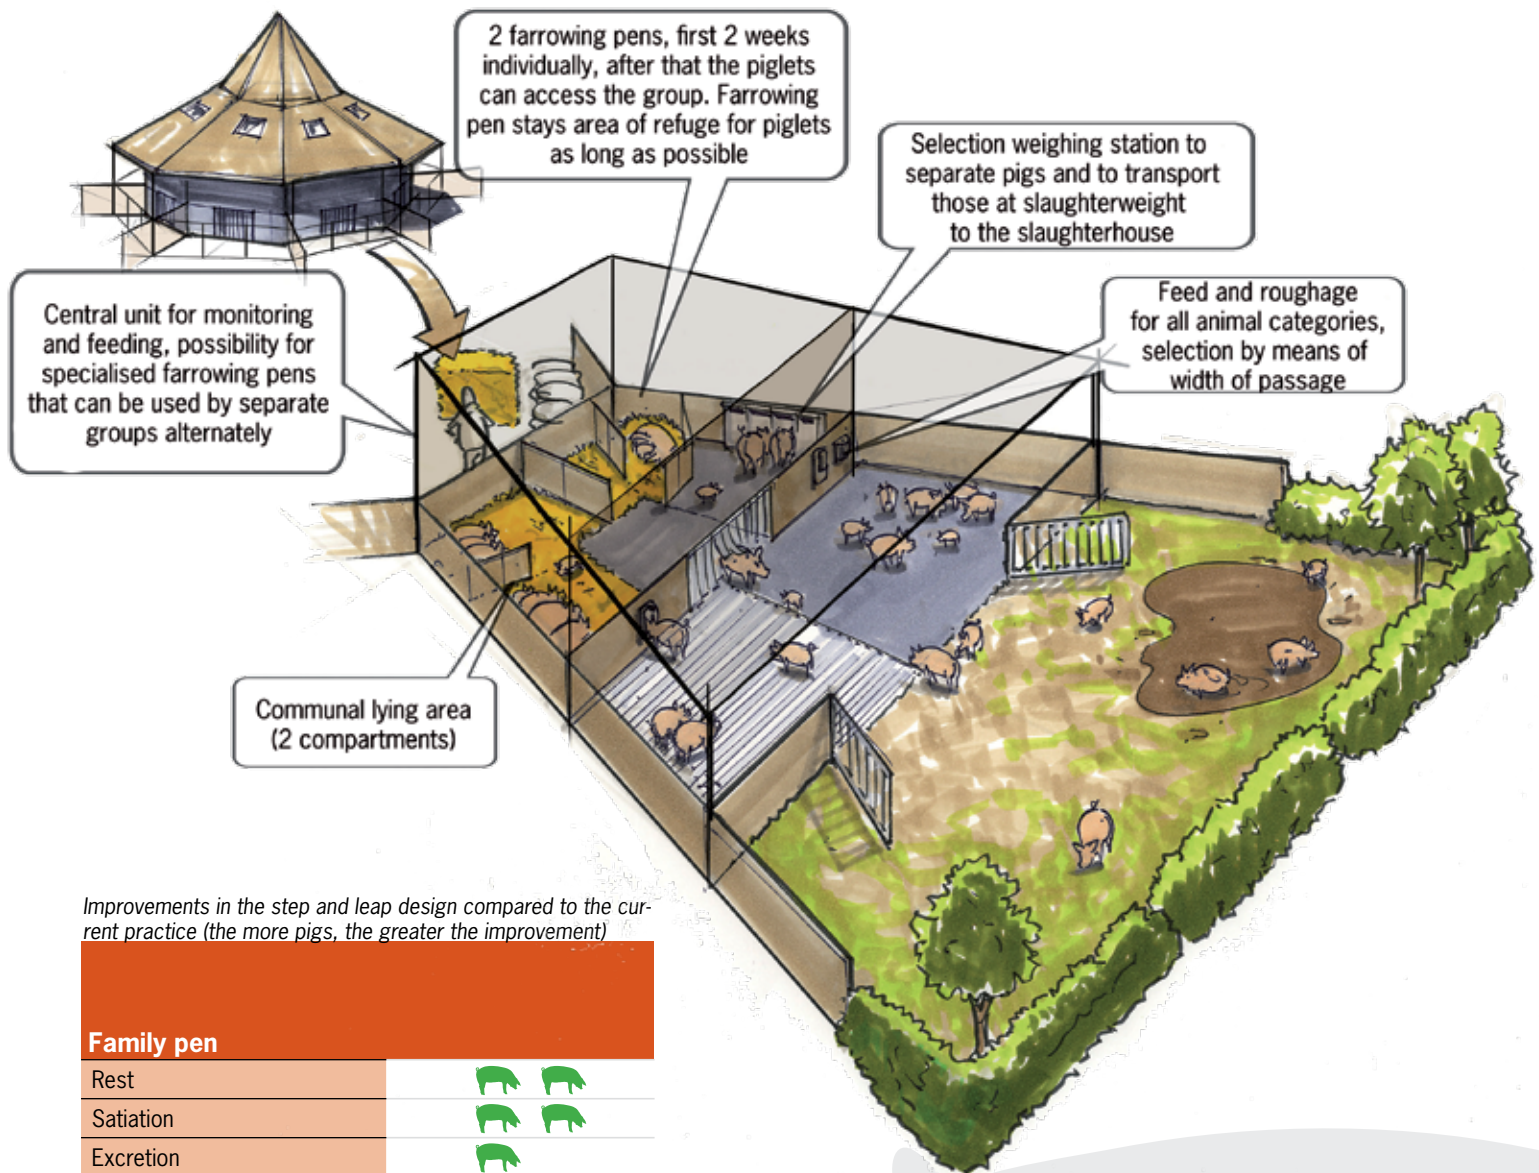 2 farrowing pens, first 2 weeks
individually, after that the piglets
can access the group. Farrowing
pen stays area of refuge for piglets
as long as possible
Selection weighing station to
separate pigs and to transport
those at slaughterweight
to the slaughterhouse
Central unit for monitoring
and feeding, possibility for
specialised farrowing pens
that can be used by separate
groups alternately
Feed and roughage
for all animal categories,
selection by means of
width of passage
Communal lying area
(2 compartments)
Improvements in the step and leap design compared to the cur-
rent practice (the more pigs, the greater the improvement)
Family pen
Rest
Satiation
Excretion